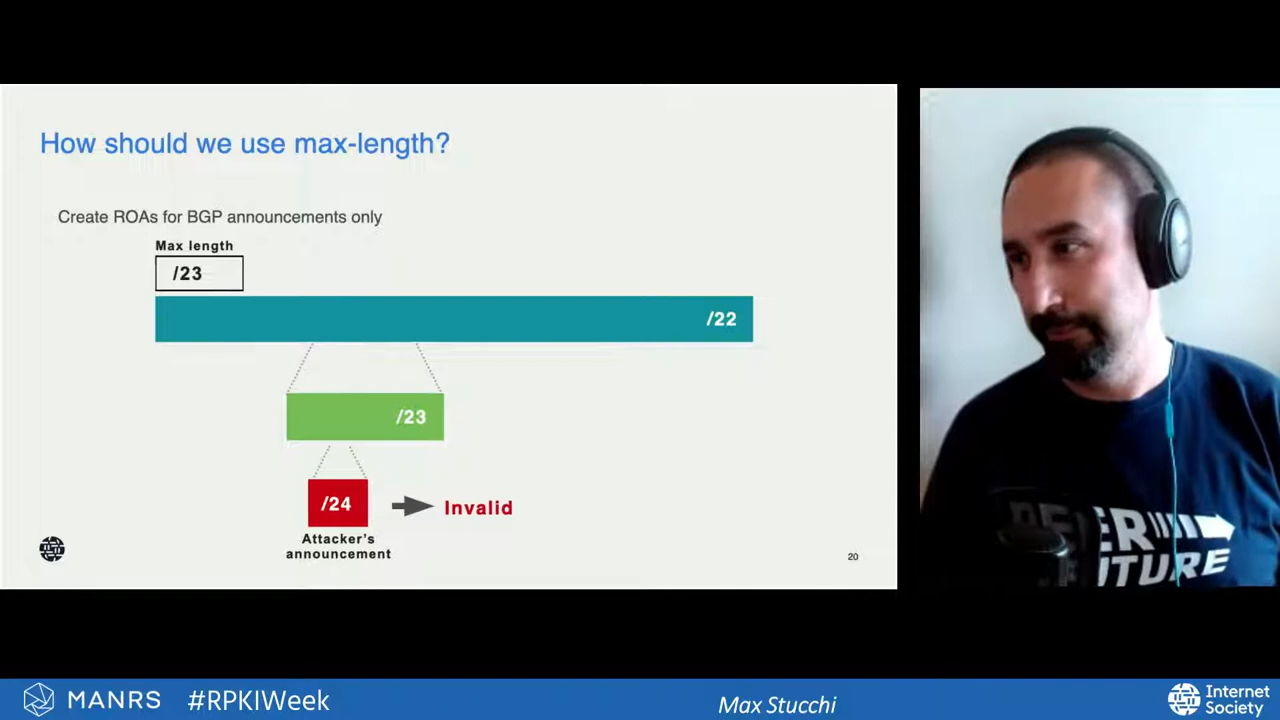 How should we use max-length?
Create ROAs for BGP announcements only
Max length
/23
/22
/23
/24
Invalid
Attacker's
announcement
20
MANRS
#RPKIWeek
Max Stucchi
Internet
Society